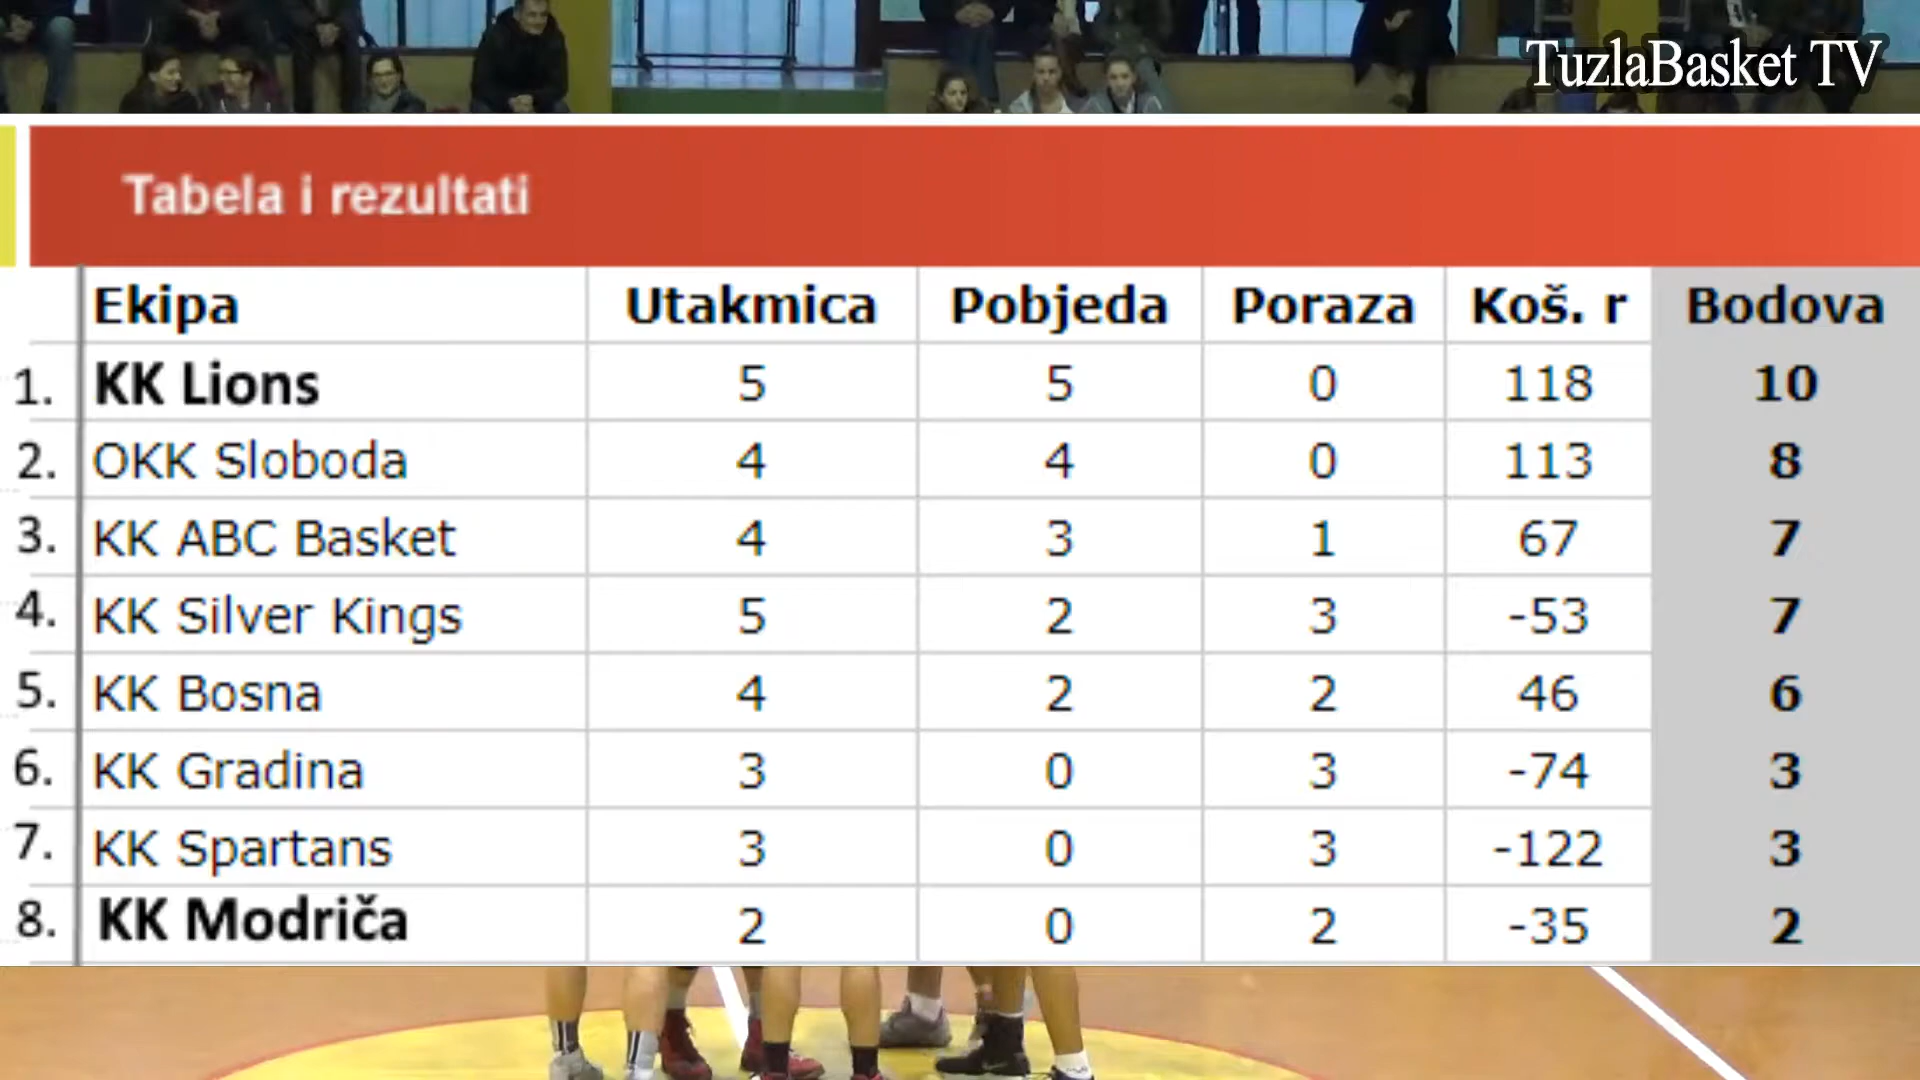 TuzlaBasket TV
Tabela i rezultati
Ekipa Utakmica Pobjeda Poraza Koš. r Bodova
1. KK Lions 5 5 0 118 10
2. OKK Sloboda 4 4 0 113 8
3. KK ABC Basket 4 3 1 67 7
4. KK Silver Kings 5 2 3 -53 7
5. KK Bosna 4 2 2 46 6
6. KK Gradina 3 0 3 -74 3
7. KK Spartans 3 0 3 -122 3
8. KK Modriča 2 0 2 -35 2